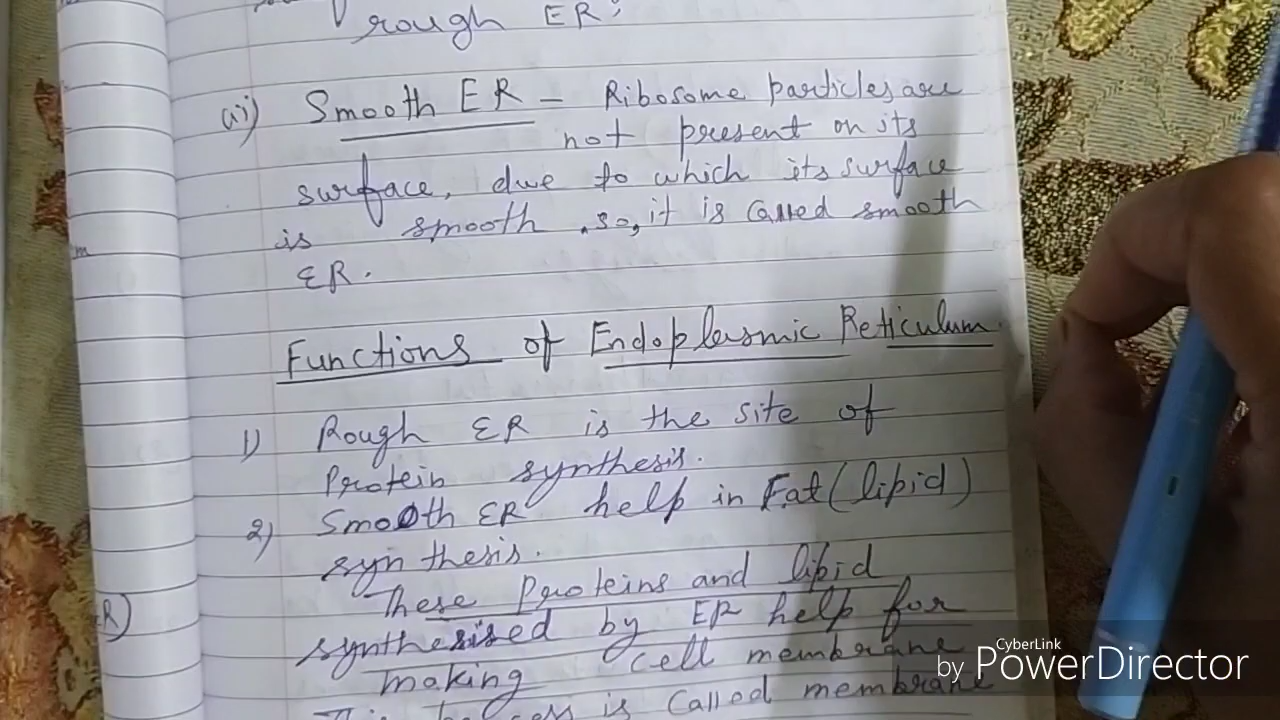 rough ER.
(ii) Smooth ER - Ribosome particles are
not present on its
surface, due to which its surface
is smooth, so, it is called smooth
ER.
Functions of Endoplasmic Reticulum
1) Rough ER is the site of
Protein synthesis.
2) Smooth ER help in Fat (lipid)
synthesis.
These Proteins and lipid
R)
synthesised by ER help for
making cell membrane
is called membrane
CyberLink
by PowerDirector